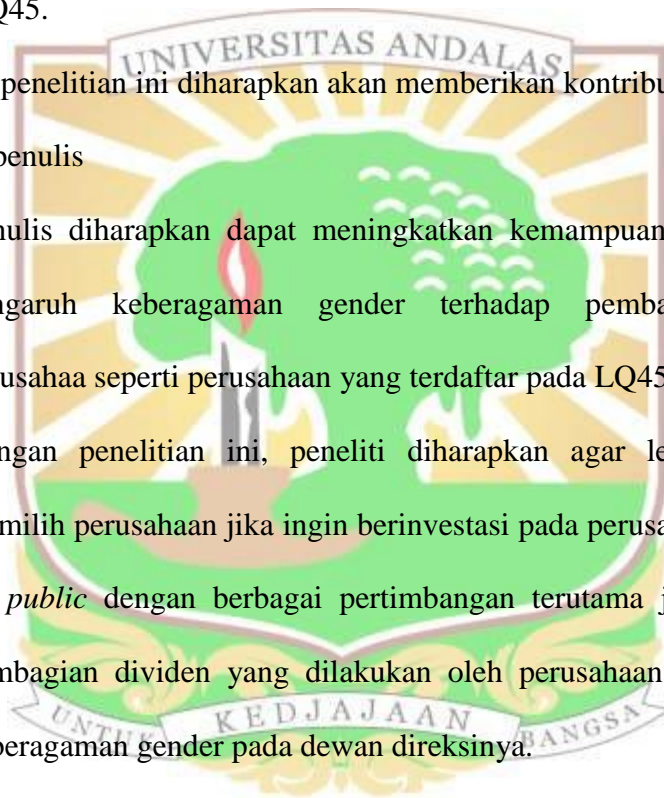 Q45.
UNIVERSITAS ANDALAS
penelitian ini diharapkan akan memberikan kontribu
penulis
nulis diharapkan dapat meningkatkan kemampuan
ngaruh keberagaman gender terhadap pemba
usahaa seperti perusahaan yang terdaftar pada LQ45
ngan penelitian ini, peneliti diharapkan agar le
milih perusahaan jika ingin berinvestasi pada perusa
public dengan berbagai pertimbangan terutama j
mbagian dividen yang dilakukan oleh perusahaan
UNTUK KEDJAJAAN BANGSA
beragaman gender pada dewan direksinya.